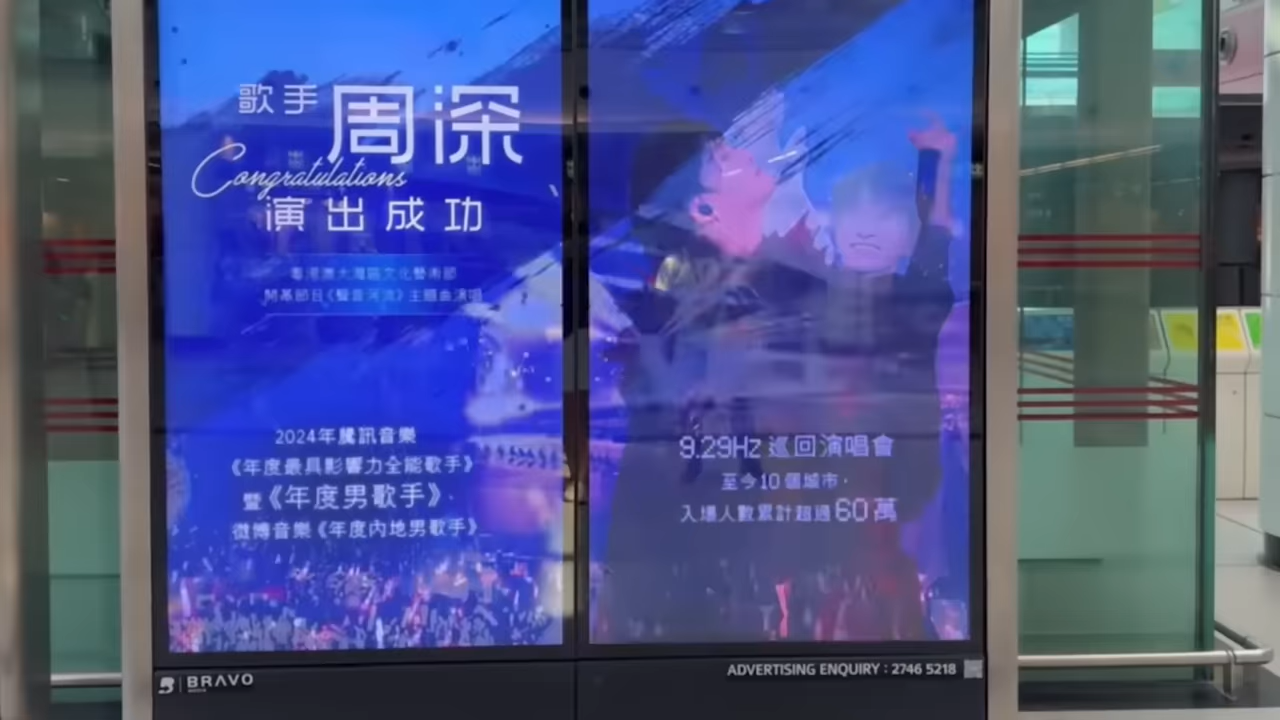 歌手 周深
Congratulations
演出成功
粵港澳大灣區文化藝術節
開幕節目《聲音河流》主題曲演唱
2024年騰訊音樂
《年度最具影響力全能歌手》
暨《年度男歌手》
微博音樂《年度內地男歌手》
9.29Hz 巡回演唱會
至今10個城市，
入場人數累計超過60萬
BRAVO
MEDIA
ADVERTISING ENQUIRY : 2746 5218